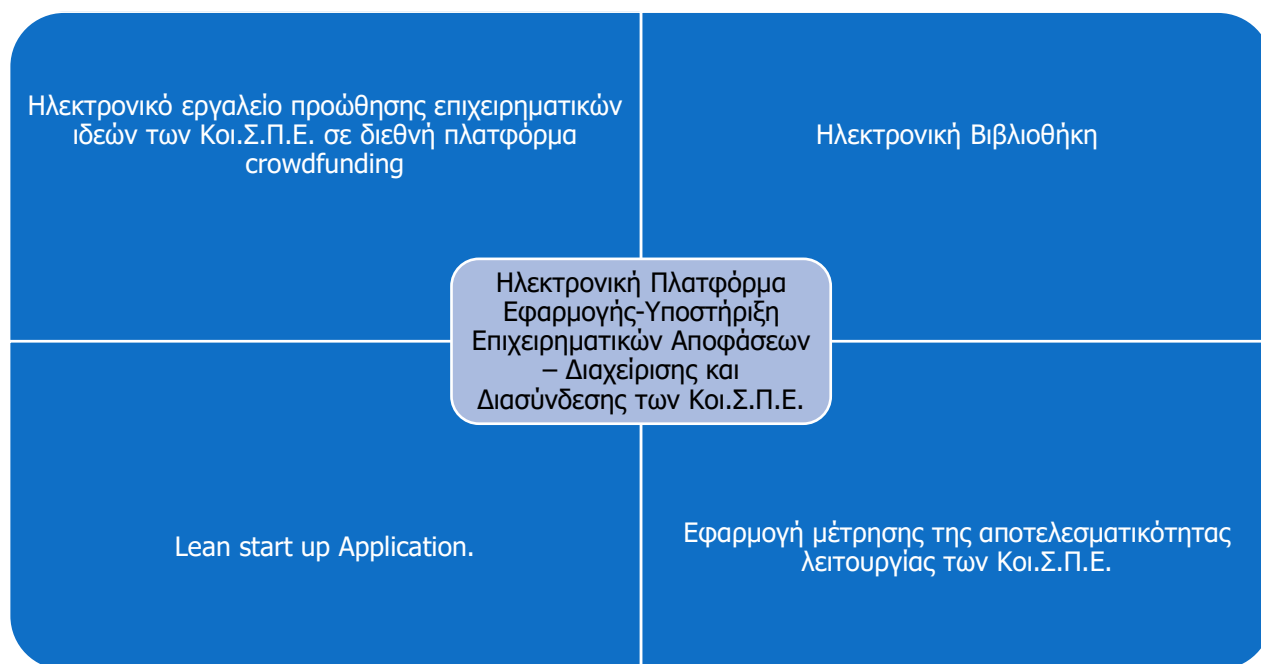 Ηλεκτρονικό εργαλείο προώθησης επιχειρηματικών
ιδεών των Κοι.Σ.Π.Ε. σε διεθνή πλατφόρμα
crowdfunding
Ηλεκτρονική Βιβλιοθήκη
Ηλεκτρονική Πλατφόρμα
Εφαρμογής-Υποστήριξη
Επιχειρηματικών Αποφάσεων
– Διαχείρισης και
Διασύνδεσης των Κοι.Σ.Π.Ε.
Lean start up Application.
Εφαρμογή μέτρησης της αποτελεσματικότητας
λειτουργίας των Κοι.Σ.Π.Ε.